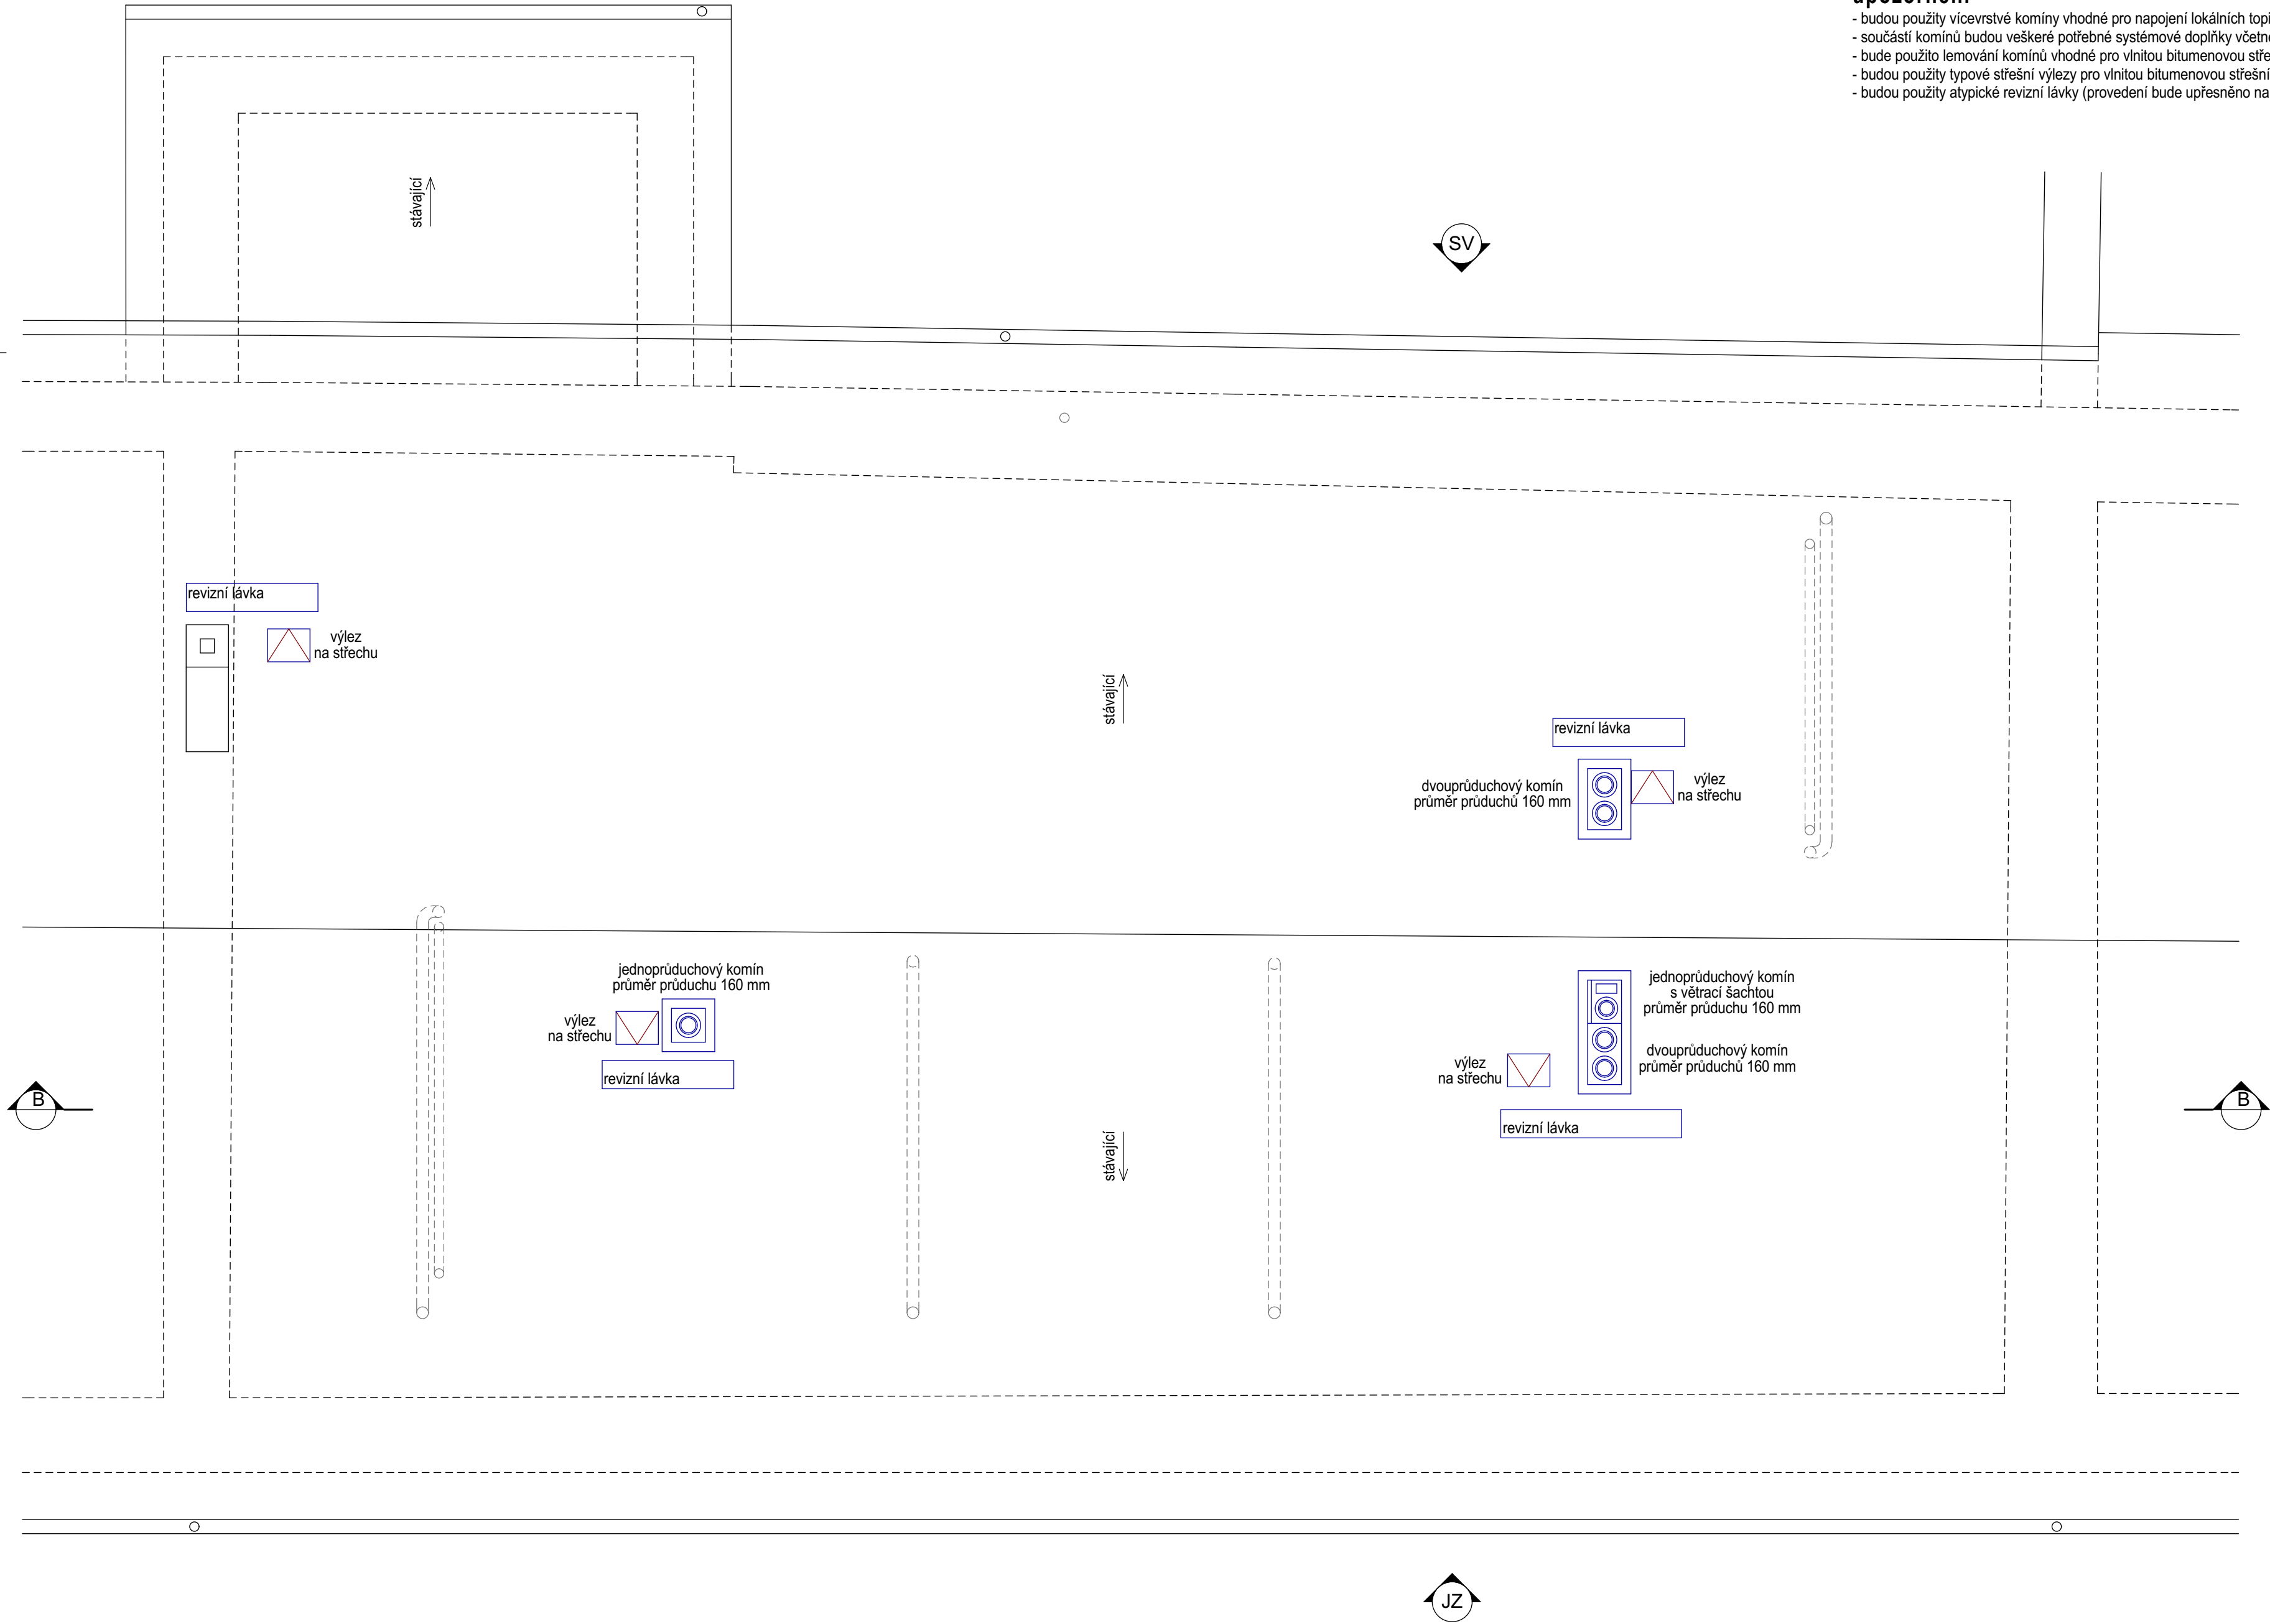 - budou použity vícevrstvé komíny vhodné pro napojení lokálních topi
- součástí komínů budou veškeré potřebné systémové doplňky včetně
- bude použito lemování komínů vhodné pro vlnitou bitumenovou stře
- budou použity typové střešní výlezy pro vlnitou bitumenovou střešní
- budou použity atypické revizní lávky (provedení bude upřesněno na
stávající
SV
revizní lávka
výlez
na střechu
stávající
revizní lávka
dvouprůduchový komín
průměr průduchů 160 mm
výlez
na střechu
jednoprůduchový komín
průměr průduchu 160 mm
výlez
na střechu
revizní lávka
jednoprůduchový komín
s větrací šachtou
průměr průduchu 160 mm
dvouprůduchový komín
průměr průduchů 160 mm
výlez
na střechu
revizní lávka
B
B
stávající
JZ